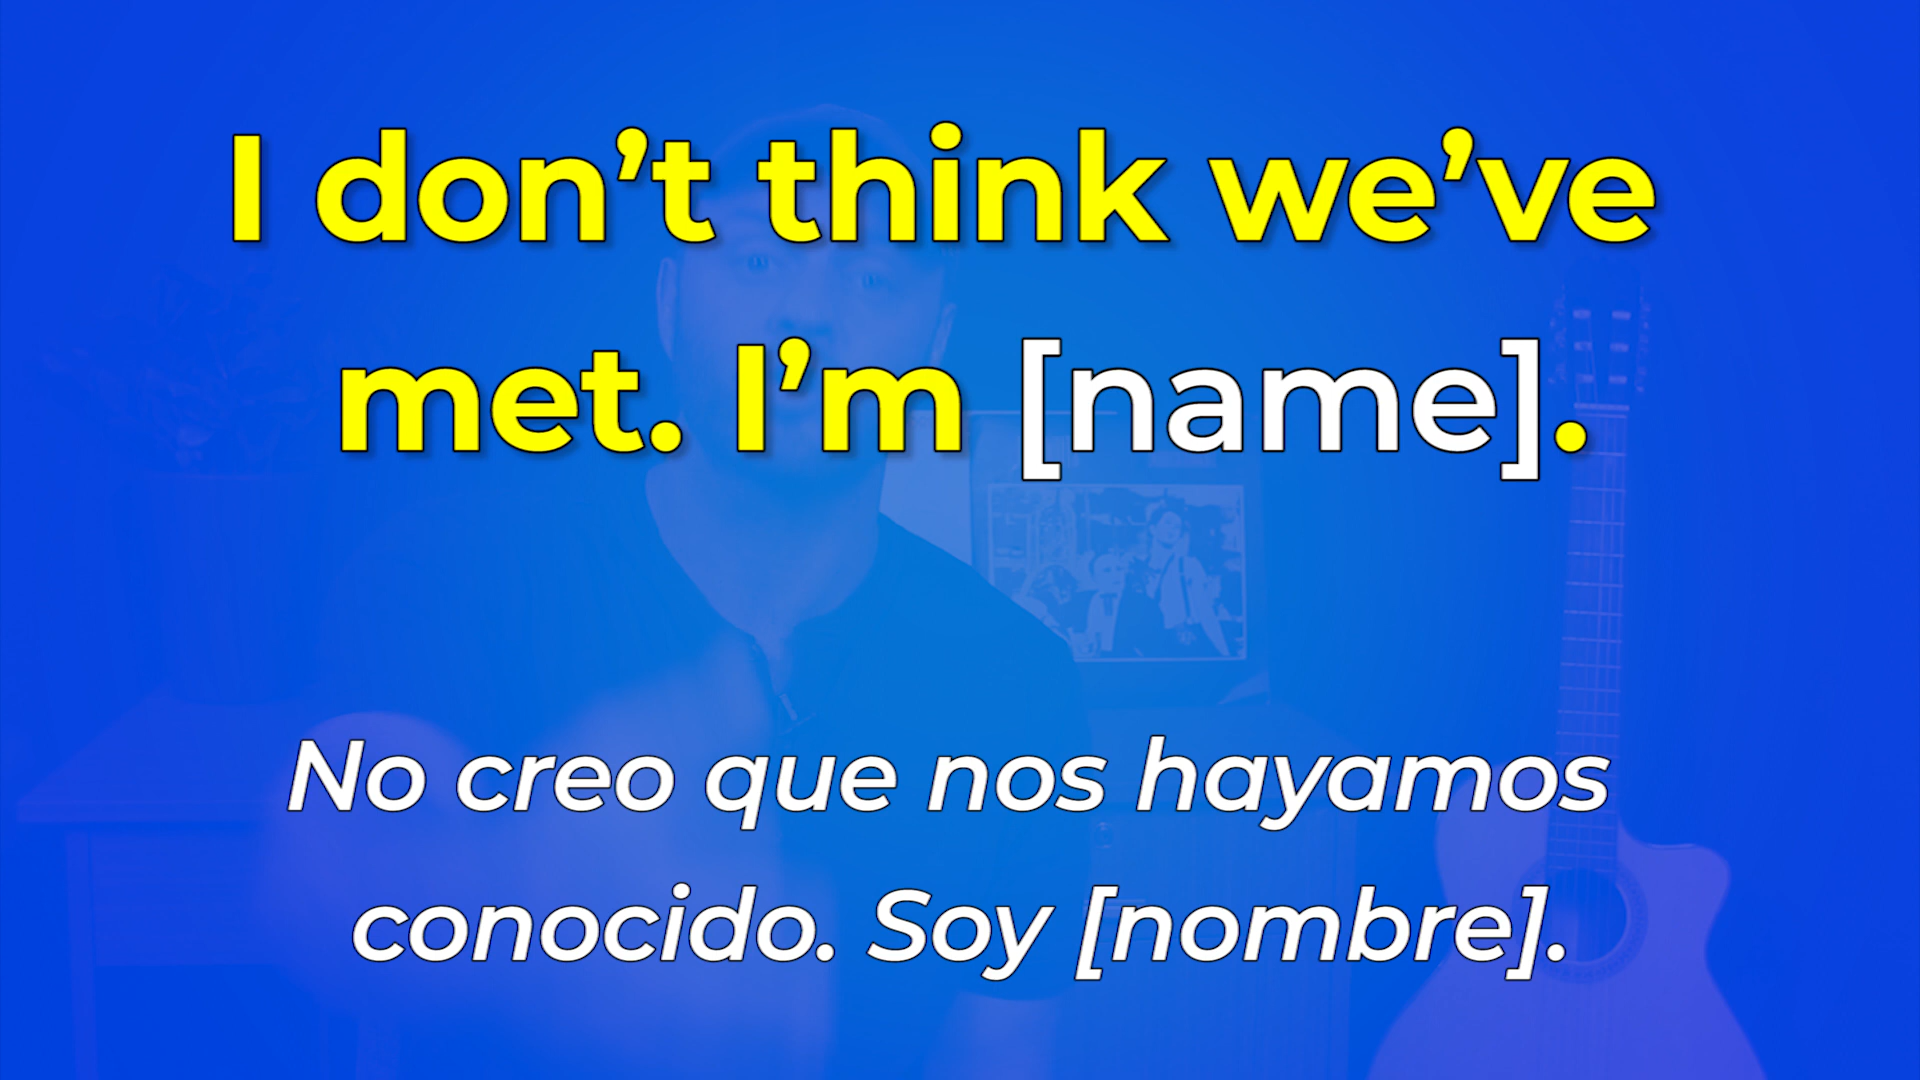 I don’t think we’ve
met. I’m [name].
No creo que nos hayamos
conocido. Soy [nombre].